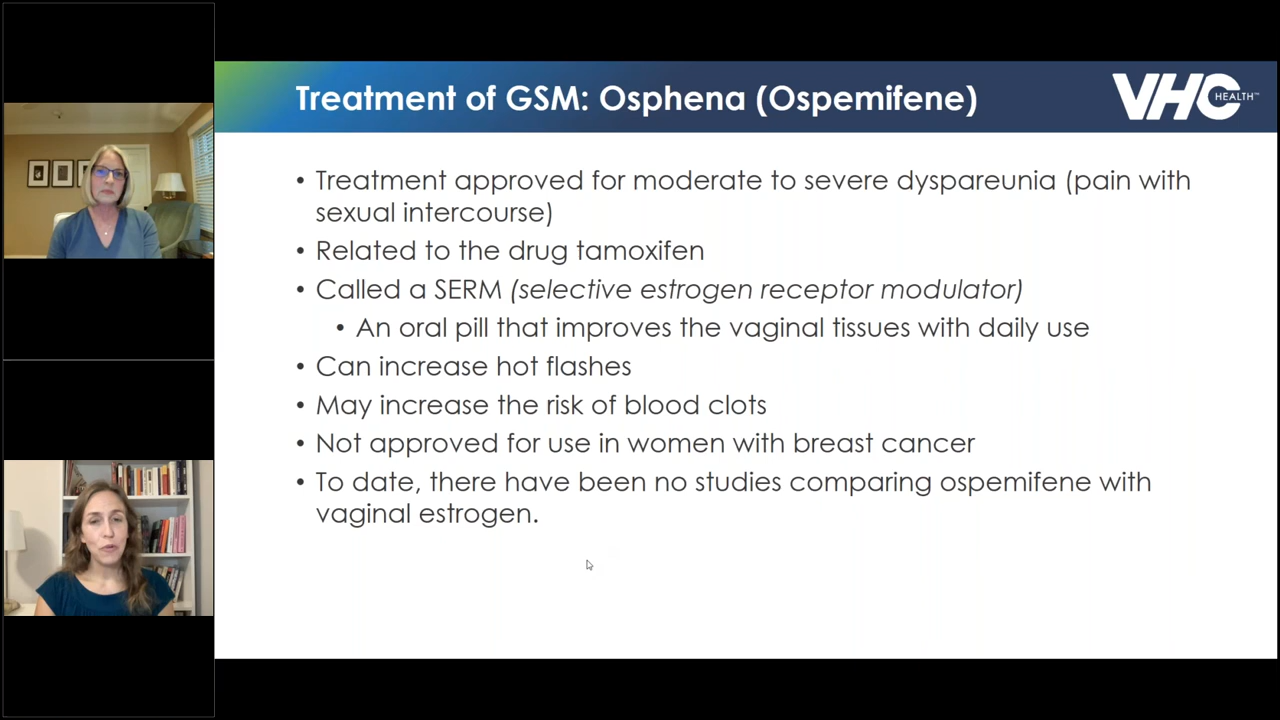 Treatment of GSM: Osphena (Ospemifene)
VHC
HEALTH™
• Treatment approved for moderate to severe dyspareunia (pain with
sexual intercourse)
• Related to the drug tamoxifen
• Called a SERM (selective estrogen receptor modulator)
• An oral pill that improves the vaginal tissues with daily use
• Can increase hot flashes
• May increase the risk of blood clots
• Not approved for use in women with breast cancer
• To date, there have been no studies comparing ospemifene with
vaginal estrogen.